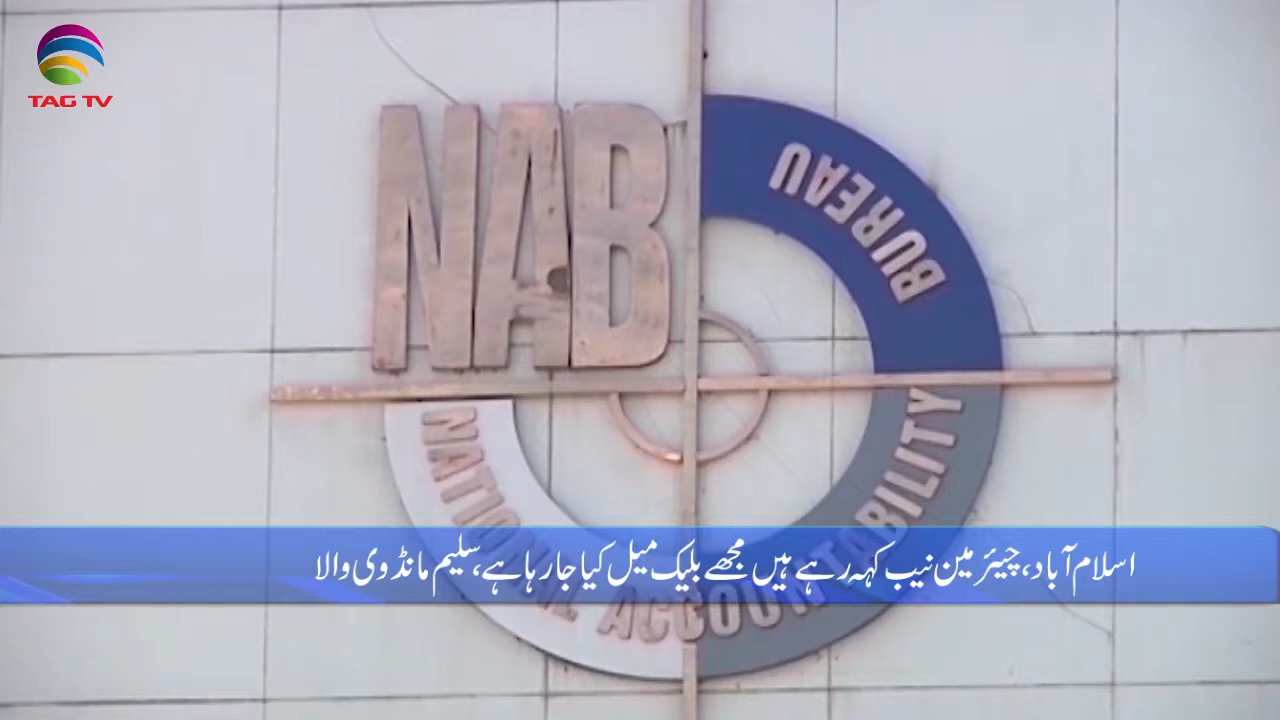 TAG TV
NAB
NATIONAL ACCOUNTABILITY BUREAU
اسلام آباد، چیئرمین نیب کہہ رہے ہیں مجھے بلیک میل کیا جا رہا ہے، سلیم مانڈوی والا